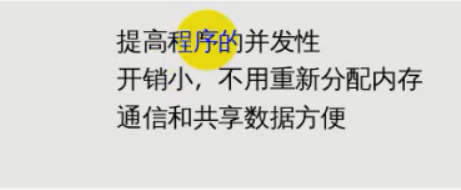 提高程序的并发性
开销小，不用重新分配内存
通信和共享数据方便